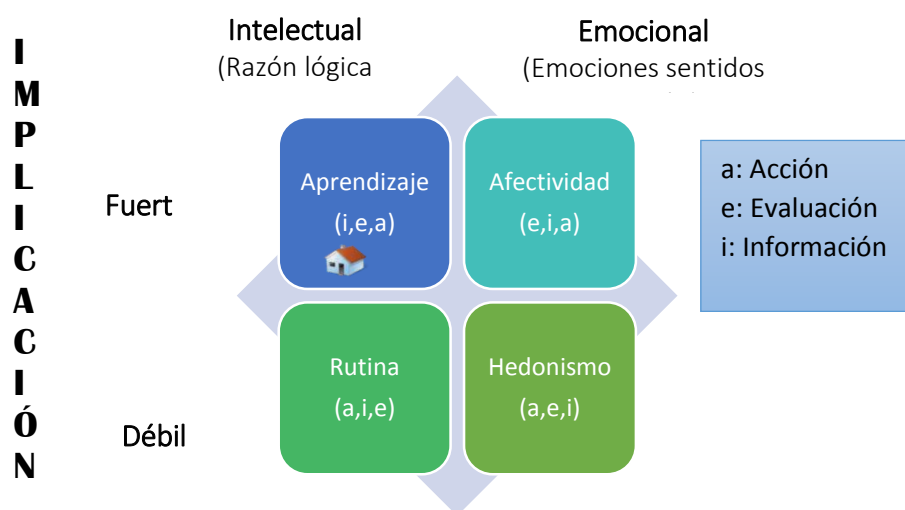 Intelectual
(Razón lógica
Emocional
(Emociones sentidos
I
M
P
L
I
C
A
C
I
Ó
N
Fuert
Débil
Aprendizaje
(i,e,a)
Afectividad
(e,i,a)
Rutina
(a,i,e)
Hedonismo
(a,e,i)
a: Acción
e: Evaluación
i: Información